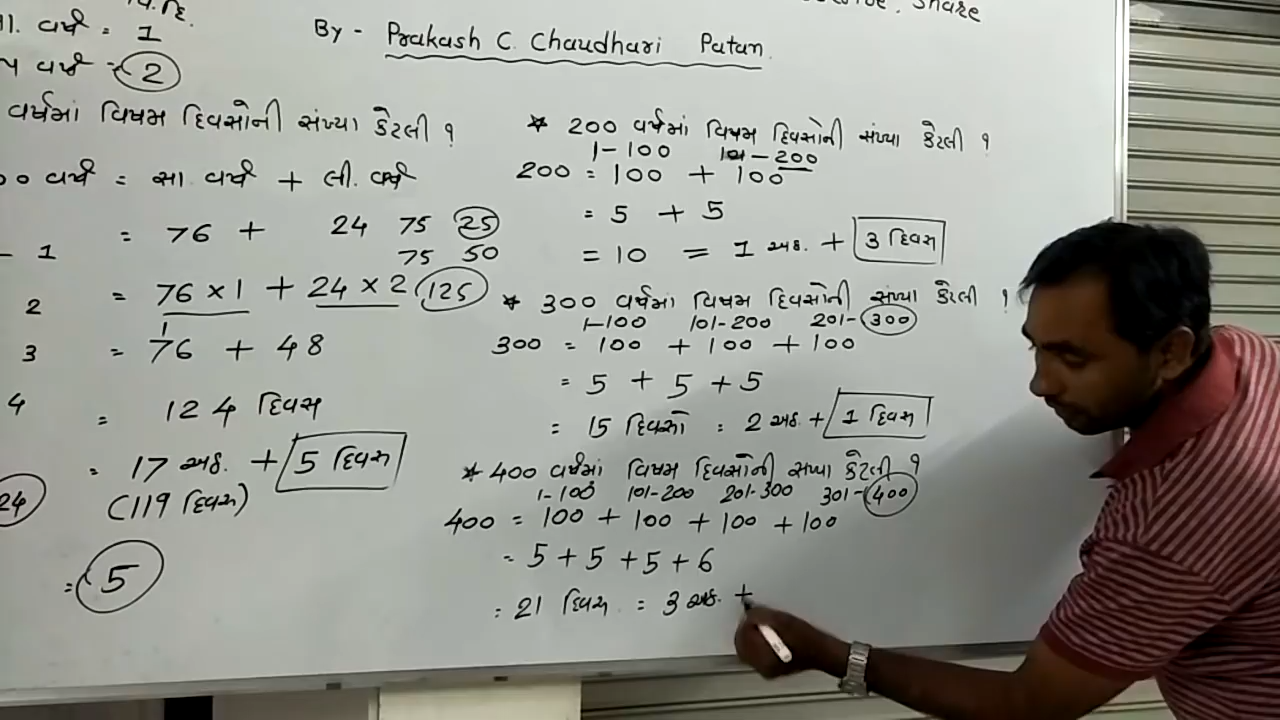 Share
વિ.દિ.
વર્ષ = 1
વર્ષ = 2
By - Prakash C. Chaudhari Patan.
વર્ષમાં વિષમ દિવસોની સંખ્યા કેટલી ?
00 વર્ષ = સા વર્ષ + લી. વર્ષ
= 76 + 24 75 25
75 50
1
= 76 × 1 + 24 × 2 125
2
1
= 76 + 48
3
= 124 દિવસ
4
= 17 અઠ. + 5 દિવસ
24
(119 દિવસ)
= 5
* 200 વર્ષમાં વિષમ દિવસોની સંખ્યા કેટલી ?
1-100 101-200
200 = 100 + 100
= 5 + 5
= 10 = 1 અઠ. + 3 દિવસ
* 300 વર્ષમાં વિષમ દિવસોની સંખ્યા કેટલી ?
1-100 101-200 201-300
300 = 100 + 100 + 100
= 5 + 5 + 5
= 15 દિવસો = 2 અઠ. + 1 દિવસ
* 400 વર્ષમાં વિષમ દિવસોની સંખ્યા કેટલી ?
1-100 101-200 201-300 301-400
400 = 100 + 100 + 100 + 100
= 5 + 5 + 5 + 6
= 21 દિવસ = 3 અઠ. +